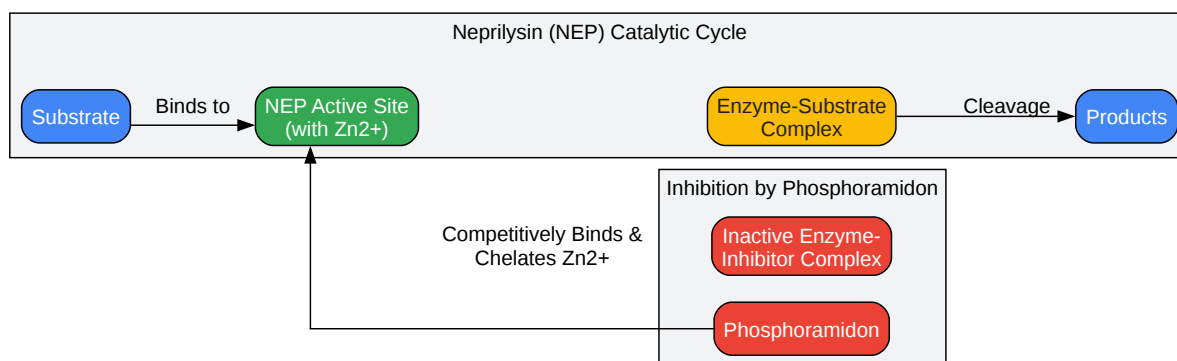 Neprilysin (NEP) Catalytic Cycle
Substrate
Binds to
NEP Active Site
(with Zn2+)
Enzyme-Substrate
Complex
Cleavage
Products
Inhibition by Phosphoramidon
Competitively Binds &
Chelates Zn2+
Inactive Enzyme-
Inhibitor Complex
Phosphoramidon